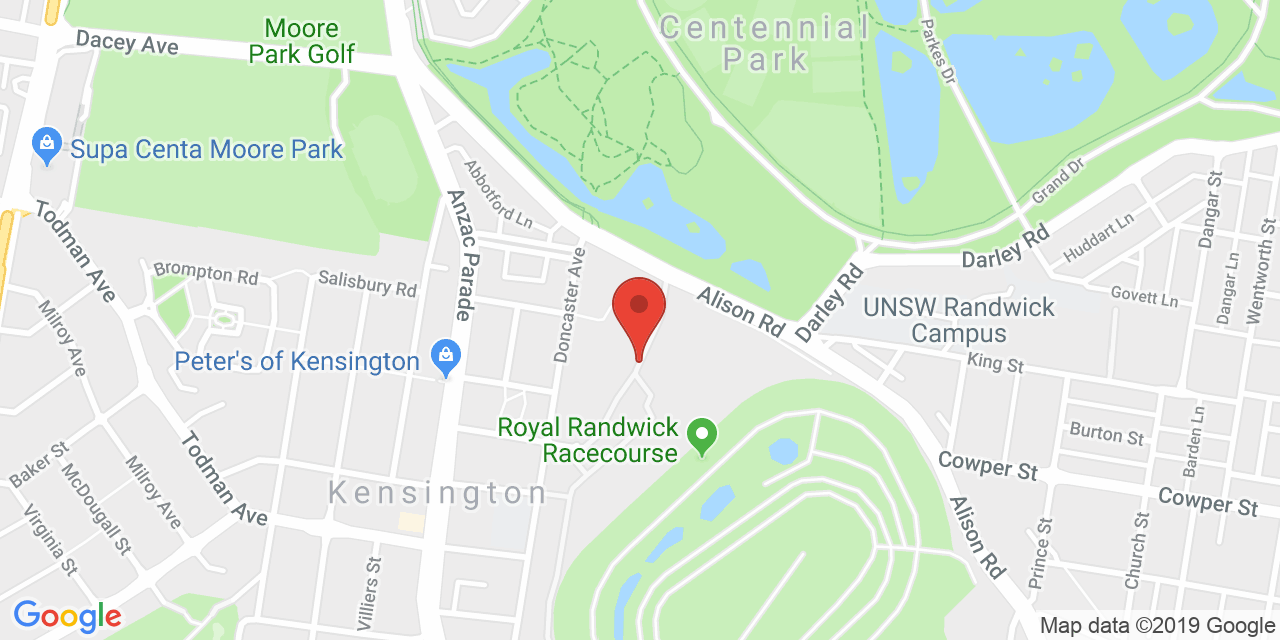 Moore
Park Golf
Dacey Ave
Centennial
Park
Parkes Dr
Supa Centa Moore Park
Abbotford Ln
Anzac Parade
Grand Dr
Dangar St
Huddart Ln
Darley Rd
Wentworth St
Todman Ave
Brompton Rd
Salisbury Rd
Doncaster Ave
Alison Rd
Darley Rd
Govett Ln
Dangar Ln
UNSW Randwick
Campus
Milroy Ave
Peter's of Kensington
King St
Royal Randwick
Racecourse
Burton St
Barden Ln
Baker St
McDougall St
Milroy Ave
Todman Ave
Kensington
Cowper St
Cowper St
Virginia St
Villiers St
Alison Rd
Prince St
Church St
Google
Map data ©2019 Google